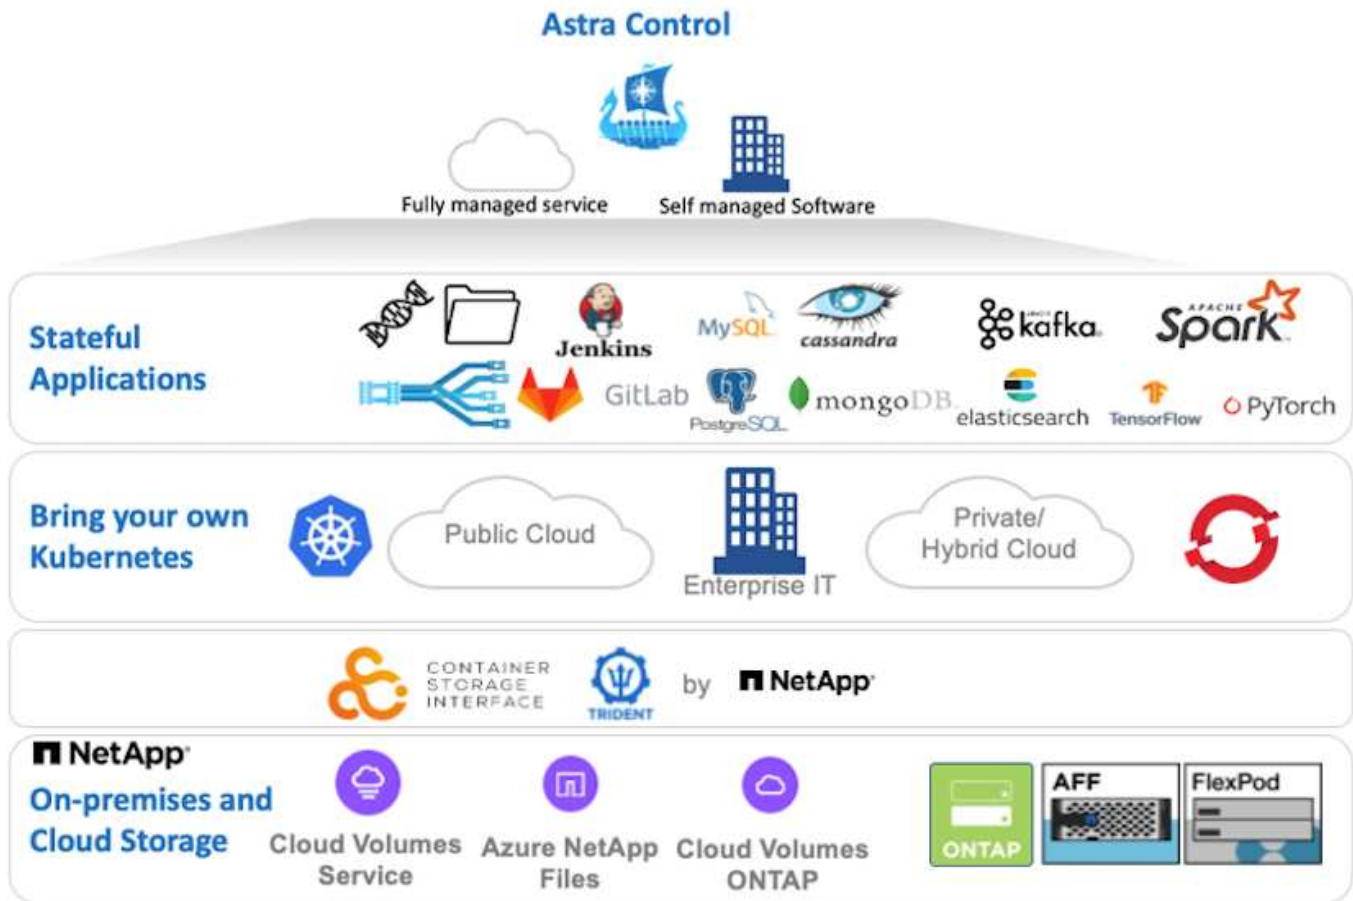 Astra Control
Fully managed service
Self managed Software
Stateful
Applications
Jenkins
MySQL
cassandra
kafka
APACHE
Spark
GitLab
PostgreSQL
mongoDB
elasticsearch
TensorFlow
PyTorch
Bring your own
Kubernetes
Public Cloud
Enterprise IT
Private/
Hybrid Cloud
CONTAINER
STORAGE
INTERFACE
TRIDENT
by
NetApp
NetApp
On-premises and
Cloud Storage
Cloud Volumes
Service
Azure NetApp
Files
Cloud Volumes
ONTAP
ONTAP
AFF
FlexPod